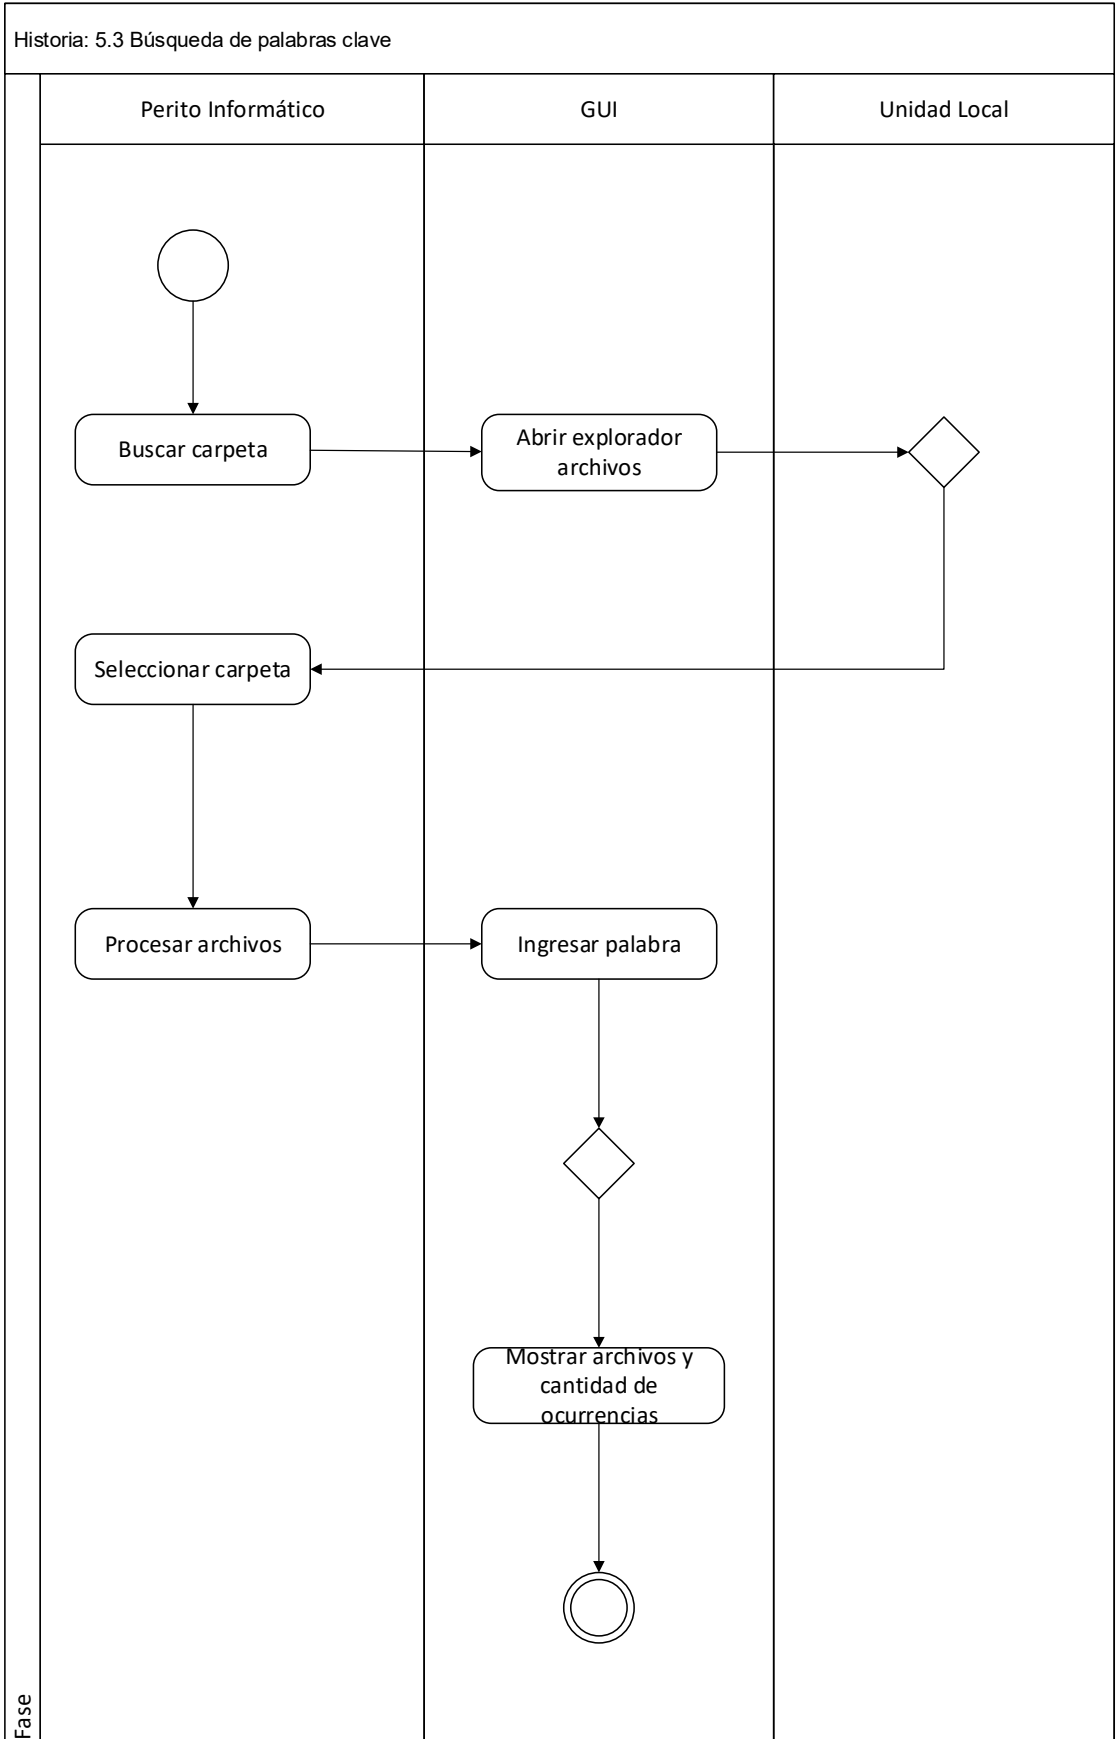 Historia: 5.3 Búsqueda de palabras clave
Perito Informático
GUI
Unidad Local
Buscar carpeta
Abrir explorador
archivos
Seleccionar carpeta
Procesar archivos
Ingresar palabra
Mostrar archivos y
cantidad de
ocurrencias
Fase